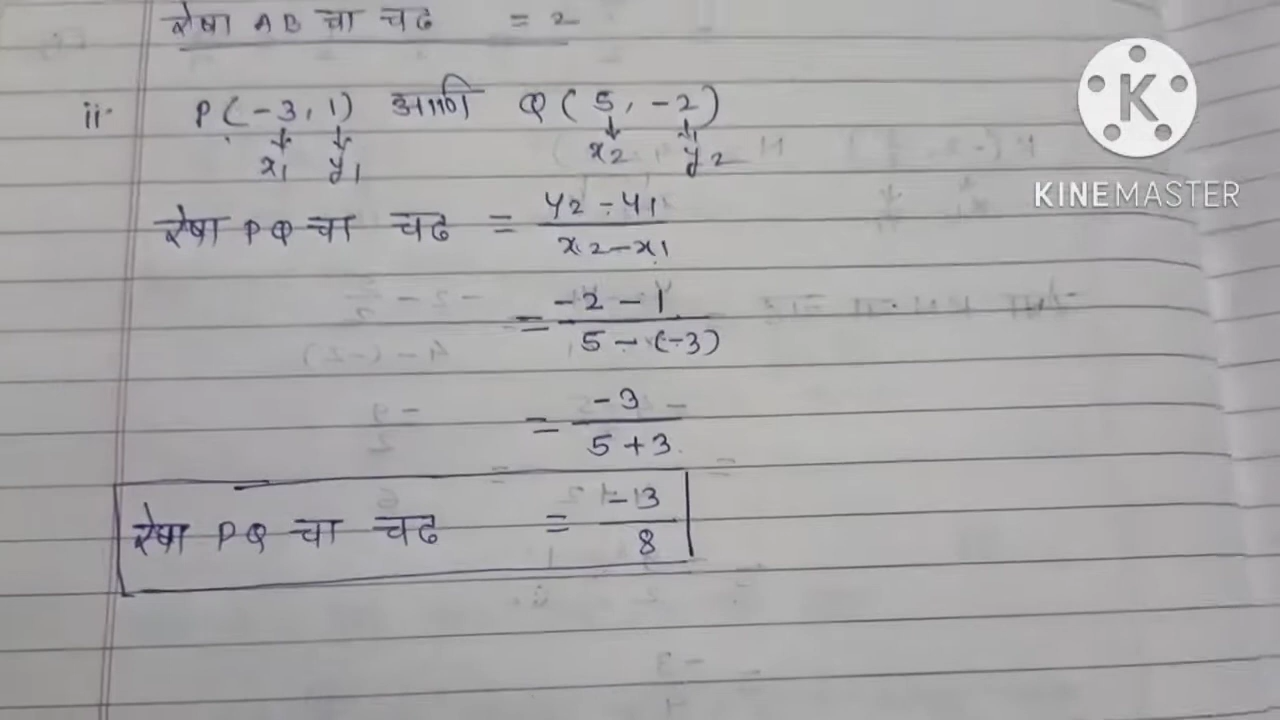 रेषा AB चा चढ = 2
ii. P(-3, 1) आणि Q(5, -2)
x1 y1 x2 y2
रेषा PQ चा चढ = y2 - y1
x2 - x1
= -2 - 1
5 - (-3)
= -3
5 + 3
रेषा PQ चा चढ = -13
8
K
KINEMASTER